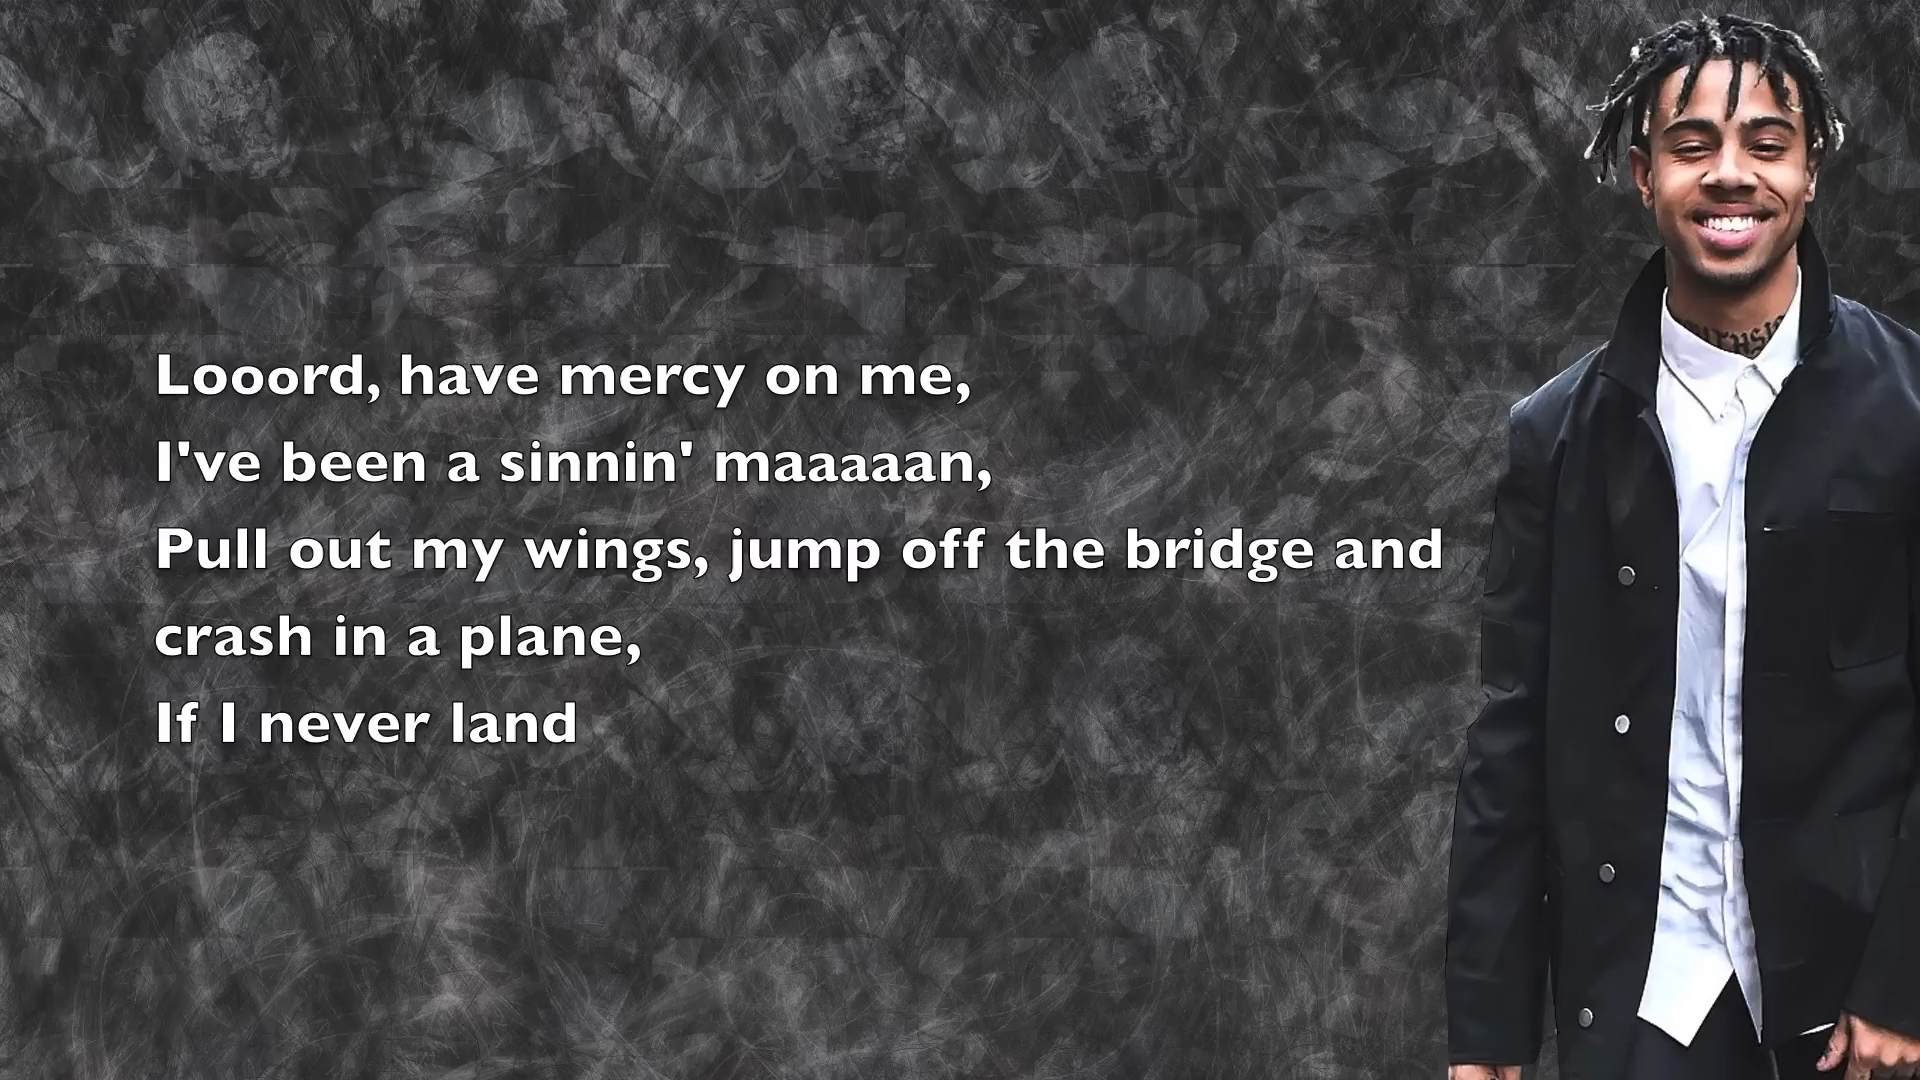 Looord, have mercy on me,
I've been a sinnin' maaaaan,
Pull out my wings, jump off the bridge and
crash in a plane,
If I never land